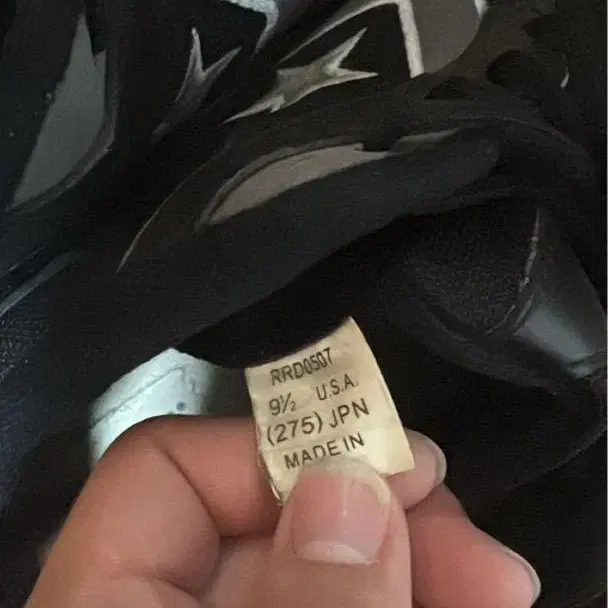 RRD0507
9½ U.S.A.
(275) JPN
MADE IN